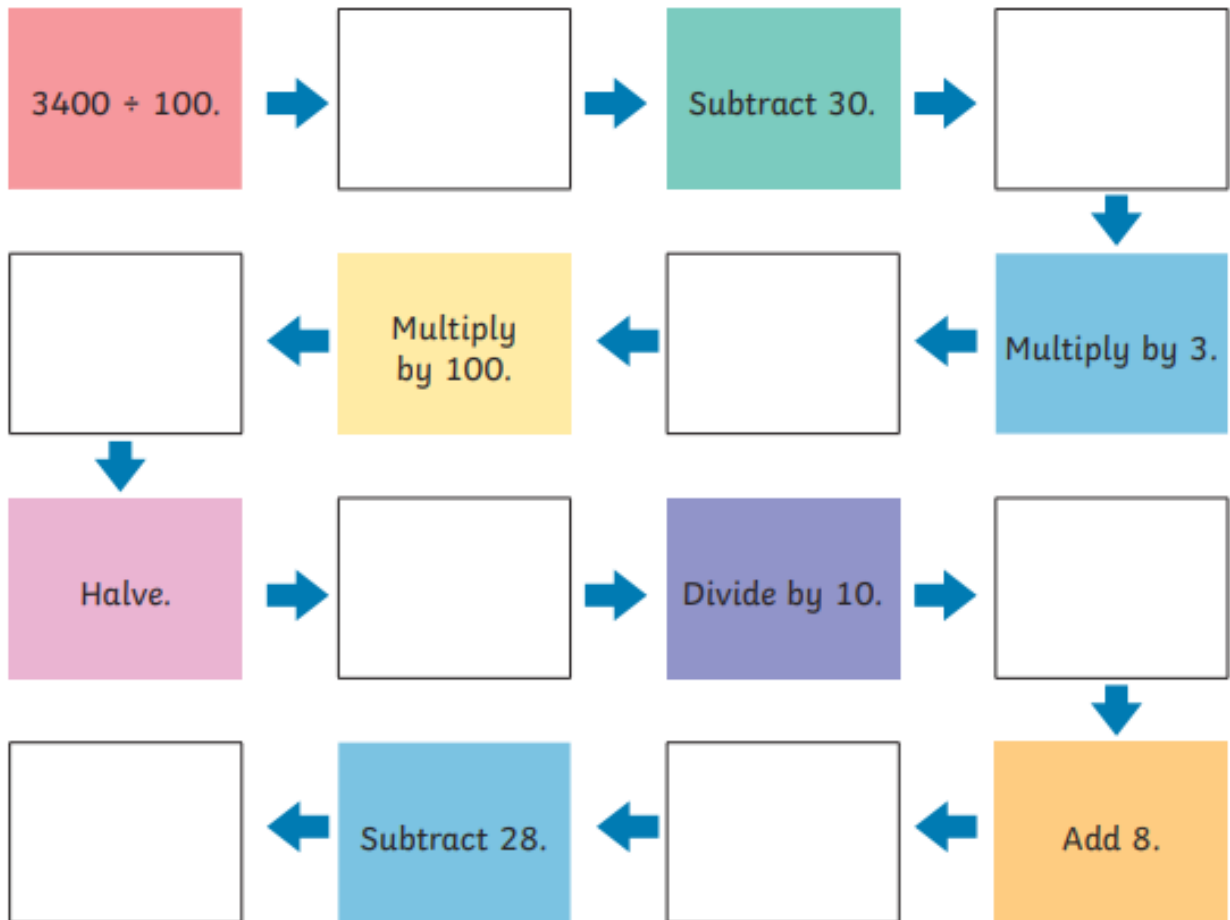 3400 ÷ 100.
Subtract 30.
Multiply by 3.
Multiply
by 100.
Halve.
Divide by 10.
Add 8.
Subtract 28.